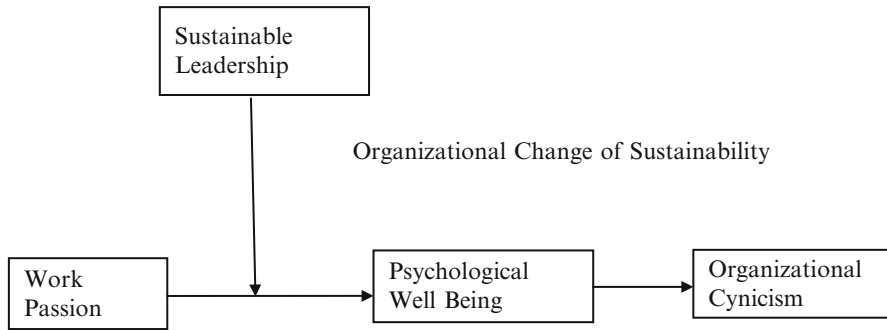 Sustainable
Leadership
Organizational Change of Sustainability
Work
Passion
Psychological
Well Being
Organizational
Cynicism